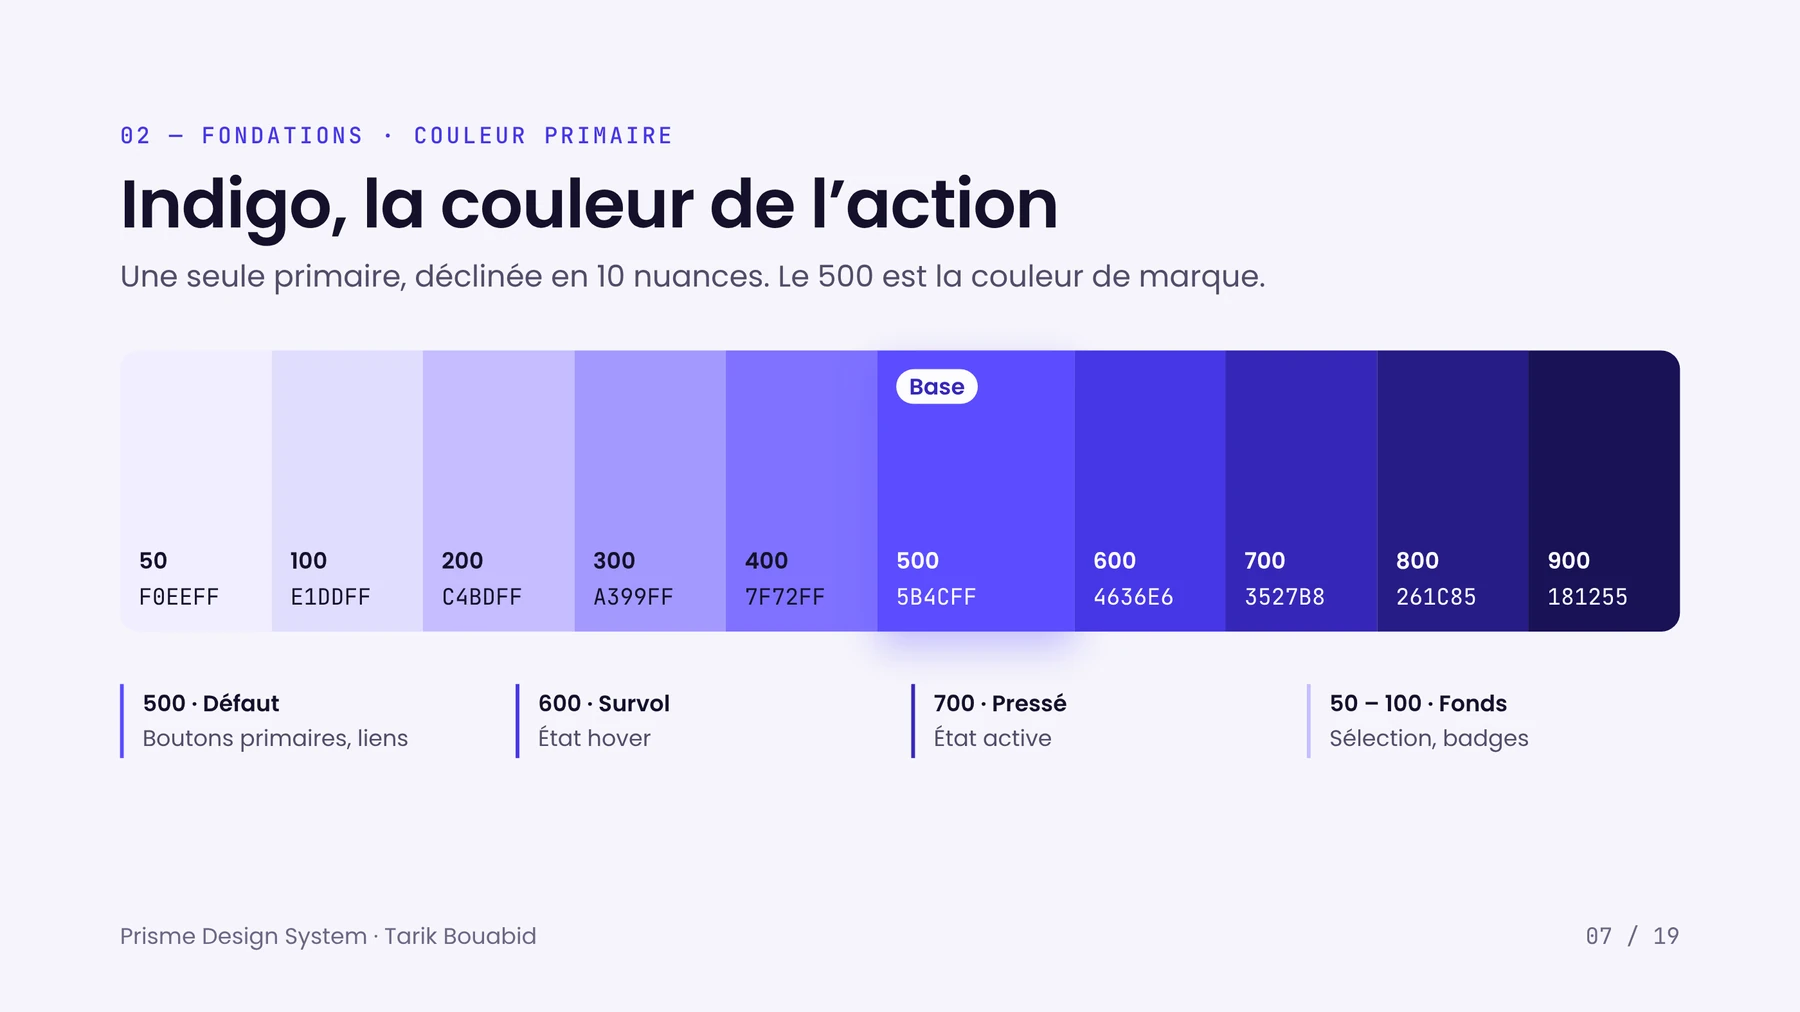 02 — FONDATIONS · COULEUR PRIMAIRE
Indigo, la couleur de l’action
Une seule primaire, déclinée en 10 nuances. Le 500 est la couleur de marque.
Base
50 100 200 300 400 500 600 700 800 900
F0EEFF E1DDFF C4BDFF A399FF 7F72FF 5B4CFF 4636E6 3527B8 261C85 181255
500 · Défaut
Boutons primaires, liens
600 · Survol
État hover
700 · Pressé
État active
50 – 100 · Fonds
Sélection, badges
Prisme Design System · Tarik Bouabid
07 / 19